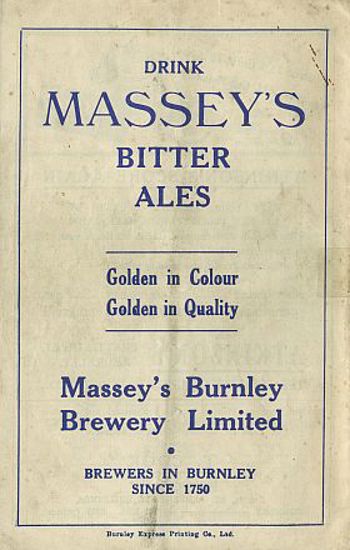 DRINK
MASSEY'S
BITTER
ALES
Golden in Colour
Golden in Quality
Massey's Burnley
Brewery Limited
BREWERS IN BURNLEY
SINCE 1750
Burnley Express Printing Co., Ltd.